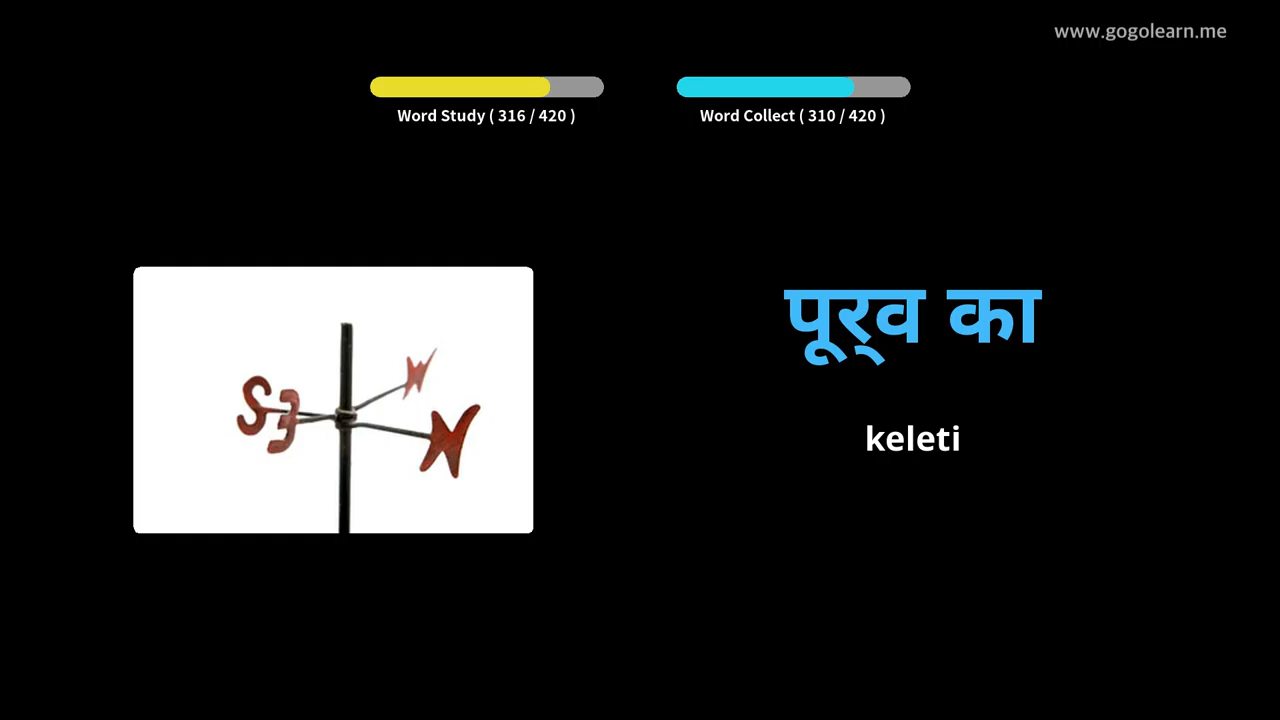 www.gogolearn.me
Word Study ( 316 / 420 )
Word Collect ( 310 / 420 )
S E N W
पूर्‌व का
keleti